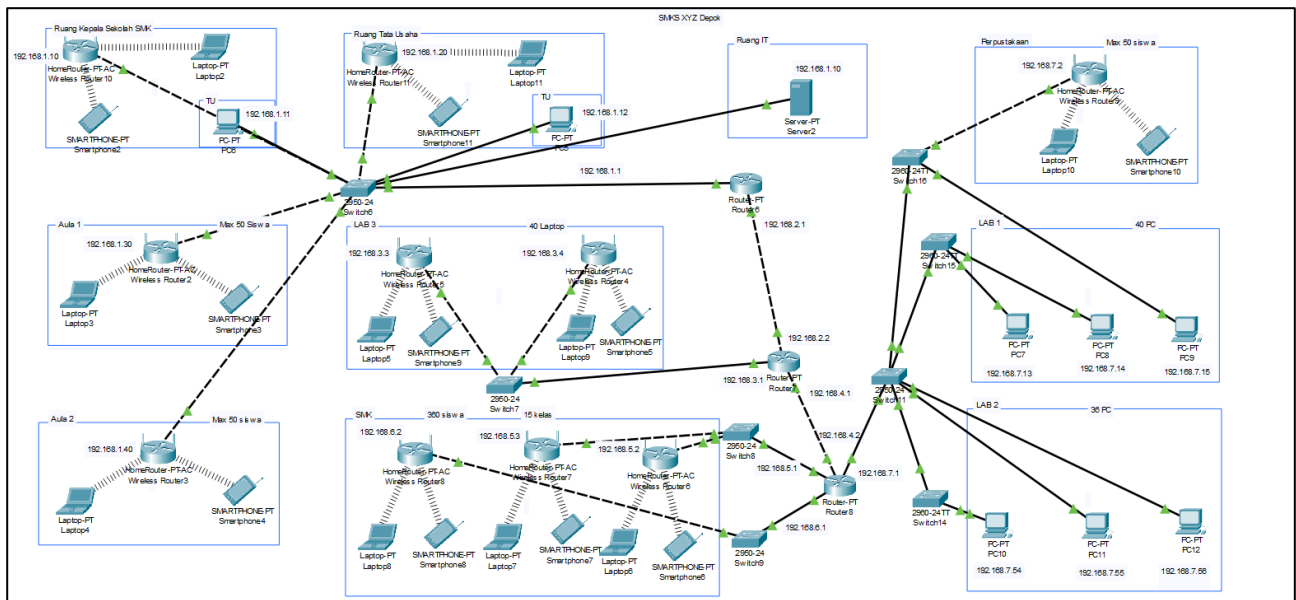 SMKS XYZ Depok
Ruang Kepala Sekolah SMK
192.168.1.10
HomeRouter-PT-AC
Wireless Router10
Laptop-PT
Laptop2
SMARTPHONE-PT
Smartphone2
TU
192.168.1.11
PC-PT
PC6
Ruang Tata Usaha
192.168.1.20
HomeRouter-PT-AC
Wireless Router11
Laptop-PT
Laptop11
SMARTPHONE-PT
Smartphone11
TU
192.168.1.12
PC-PT
PC5
Ruang IT
192.168.1.10
Server-PT
Server2
Perpustakaan
Max 50 siswa
192.168.7.2
HomeRouter-PT-AC
Wireless Router9
Laptop-PT
Laptop10
SMARTPHONE-PT
Smartphone10
2950-24
Switch6
192.168.1.1
Router-PT
Router6
192.168.2.1
2960-24TT
Switch16
Aula 1
Max 50 Siswa
192.168.1.30
HomeRouter-PT-AC
Wireless Router2
Laptop-PT
Laptop3
SMARTPHONE-PT
Smartphone3
LAB 3
40 Laptop
192.168.3.3
HomeRouter-PT-AC
Wireless Router5
192.168.3.4
HomeRouter-PT-AC
Wireless Router4
Laptop-PT
Laptop5
SMARTPHONE-PT
Smartphone9
Laptop-PT
Laptop9
SMARTPHONE-PT
Smartphone5
2950-24
Switch7
192.168.2.2
192.168.3.1
Router-PT
192.168.4.1
LAB 1
40 PC
2960-24TT
Switch15
PC-PT
PC7
192.168.7.13
PC-PT
PC8
192.168.7.14
PC-PT
PC9
192.168.7.15
2950-24
Switch11
Aula 2
Max 50 siswa
192.168.1.40
HomeRouter-PT-AC
Wireless Router3
Laptop-PT
Laptop4
SMARTPHONE-PT
Smartphone4
SMK
360 siswa
15 kelas
192.168.6.2
HomeRouter-PT-AC
Wireless Router8
192.168.5.3
HomeRouter-PT-AC
Wireless Router7
192.168.5.2
HomeRouter-PT-AC
Wireless Router6
Laptop-PT
Laptop8
SMARTPHONE-PT
Smartphone8
Laptop-PT
Laptop7
SMARTPHONE-PT
Smartphone7
Laptop-PT
Laptop6
SMARTPHONE-PT
Smartphone6
2950-24
Switch8
192.168.5.1
192.168.4.2
192.168.7.1
Router-PT
Router8
192.168.6.1
2950-24
Switch9
LAB 2
36 PC
2960-24TT
Switch14
PC-PT
PC10
192.168.7.54
PC-PT
PC11
192.168.7.55
PC-PT
PC12
192.168.7.56